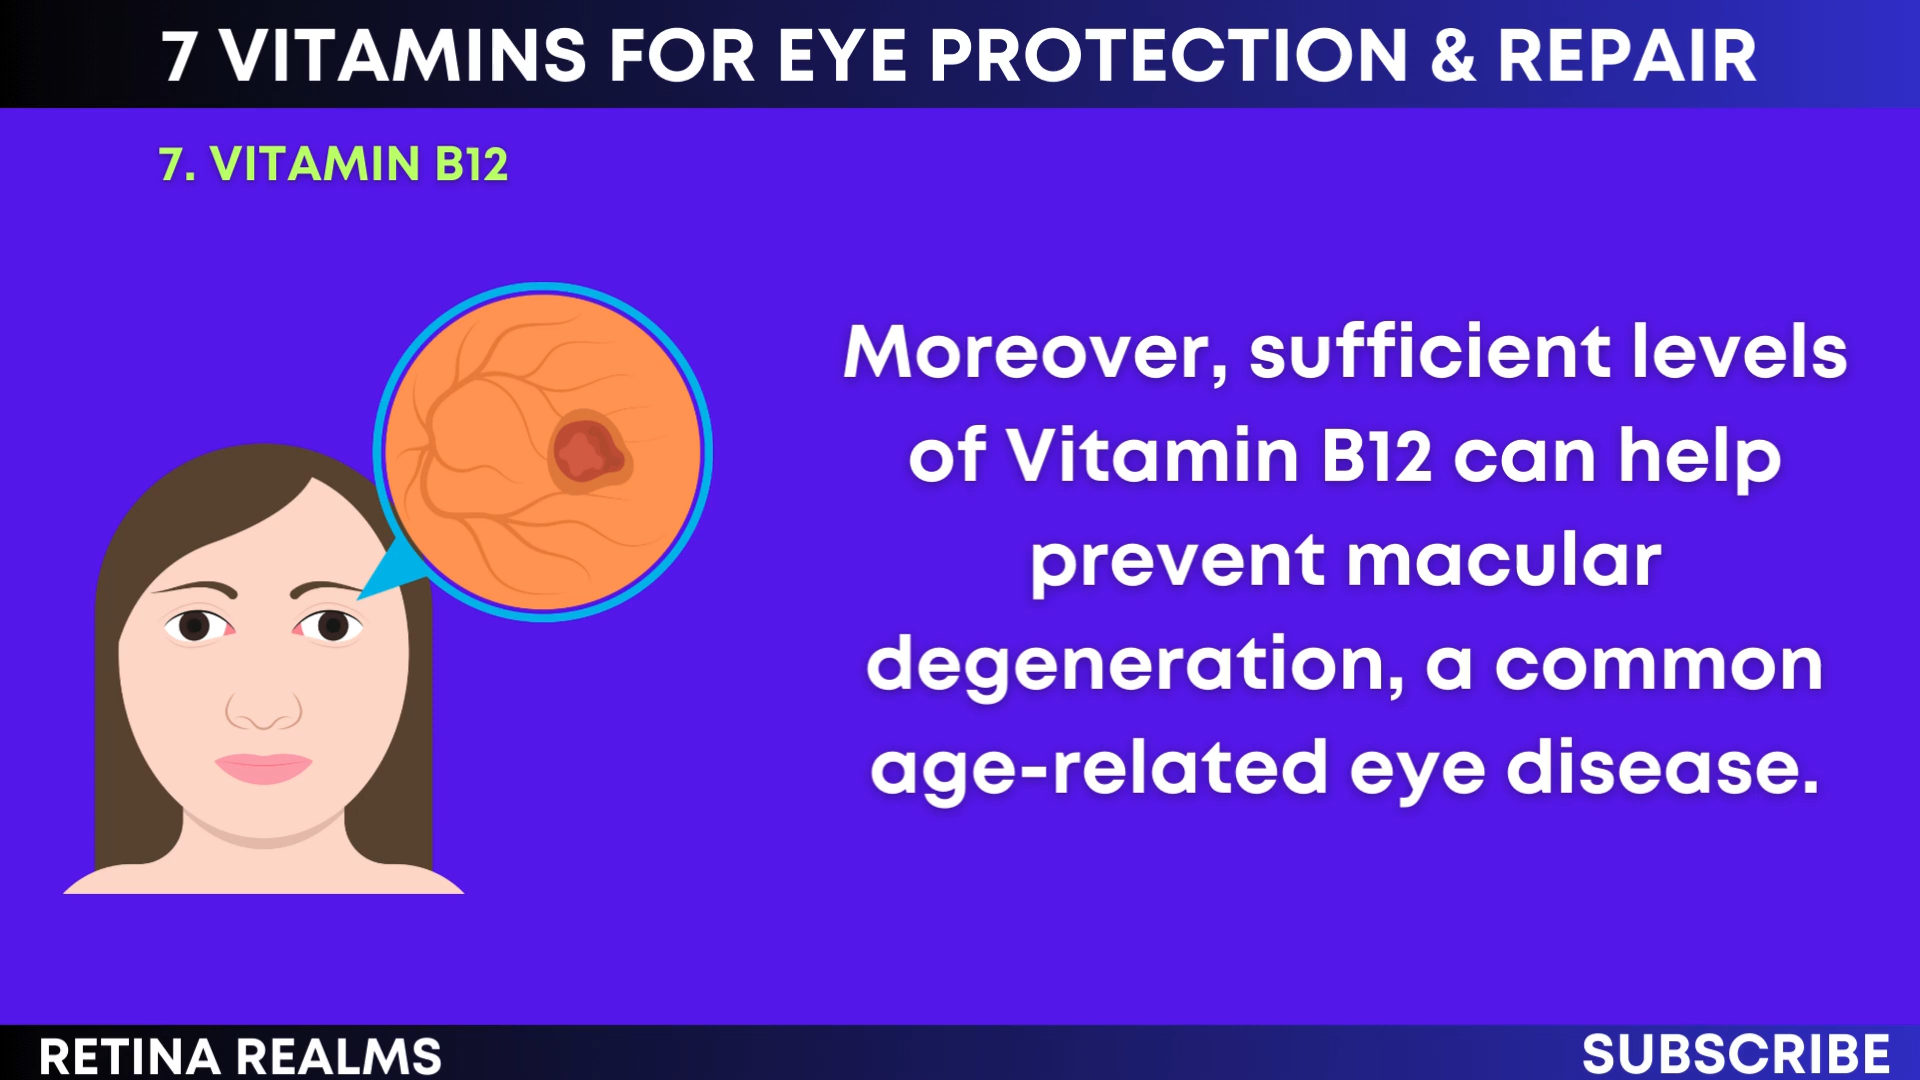 7 VITAMINS FOR EYE PROTECTION & REPAIR
7. VITAMIN B12
Moreover, sufficient levels
of Vitamin B12 can help
prevent macular
degeneration, a common
age-related eye disease.
RETINA REALMS
SUBSCRIBE